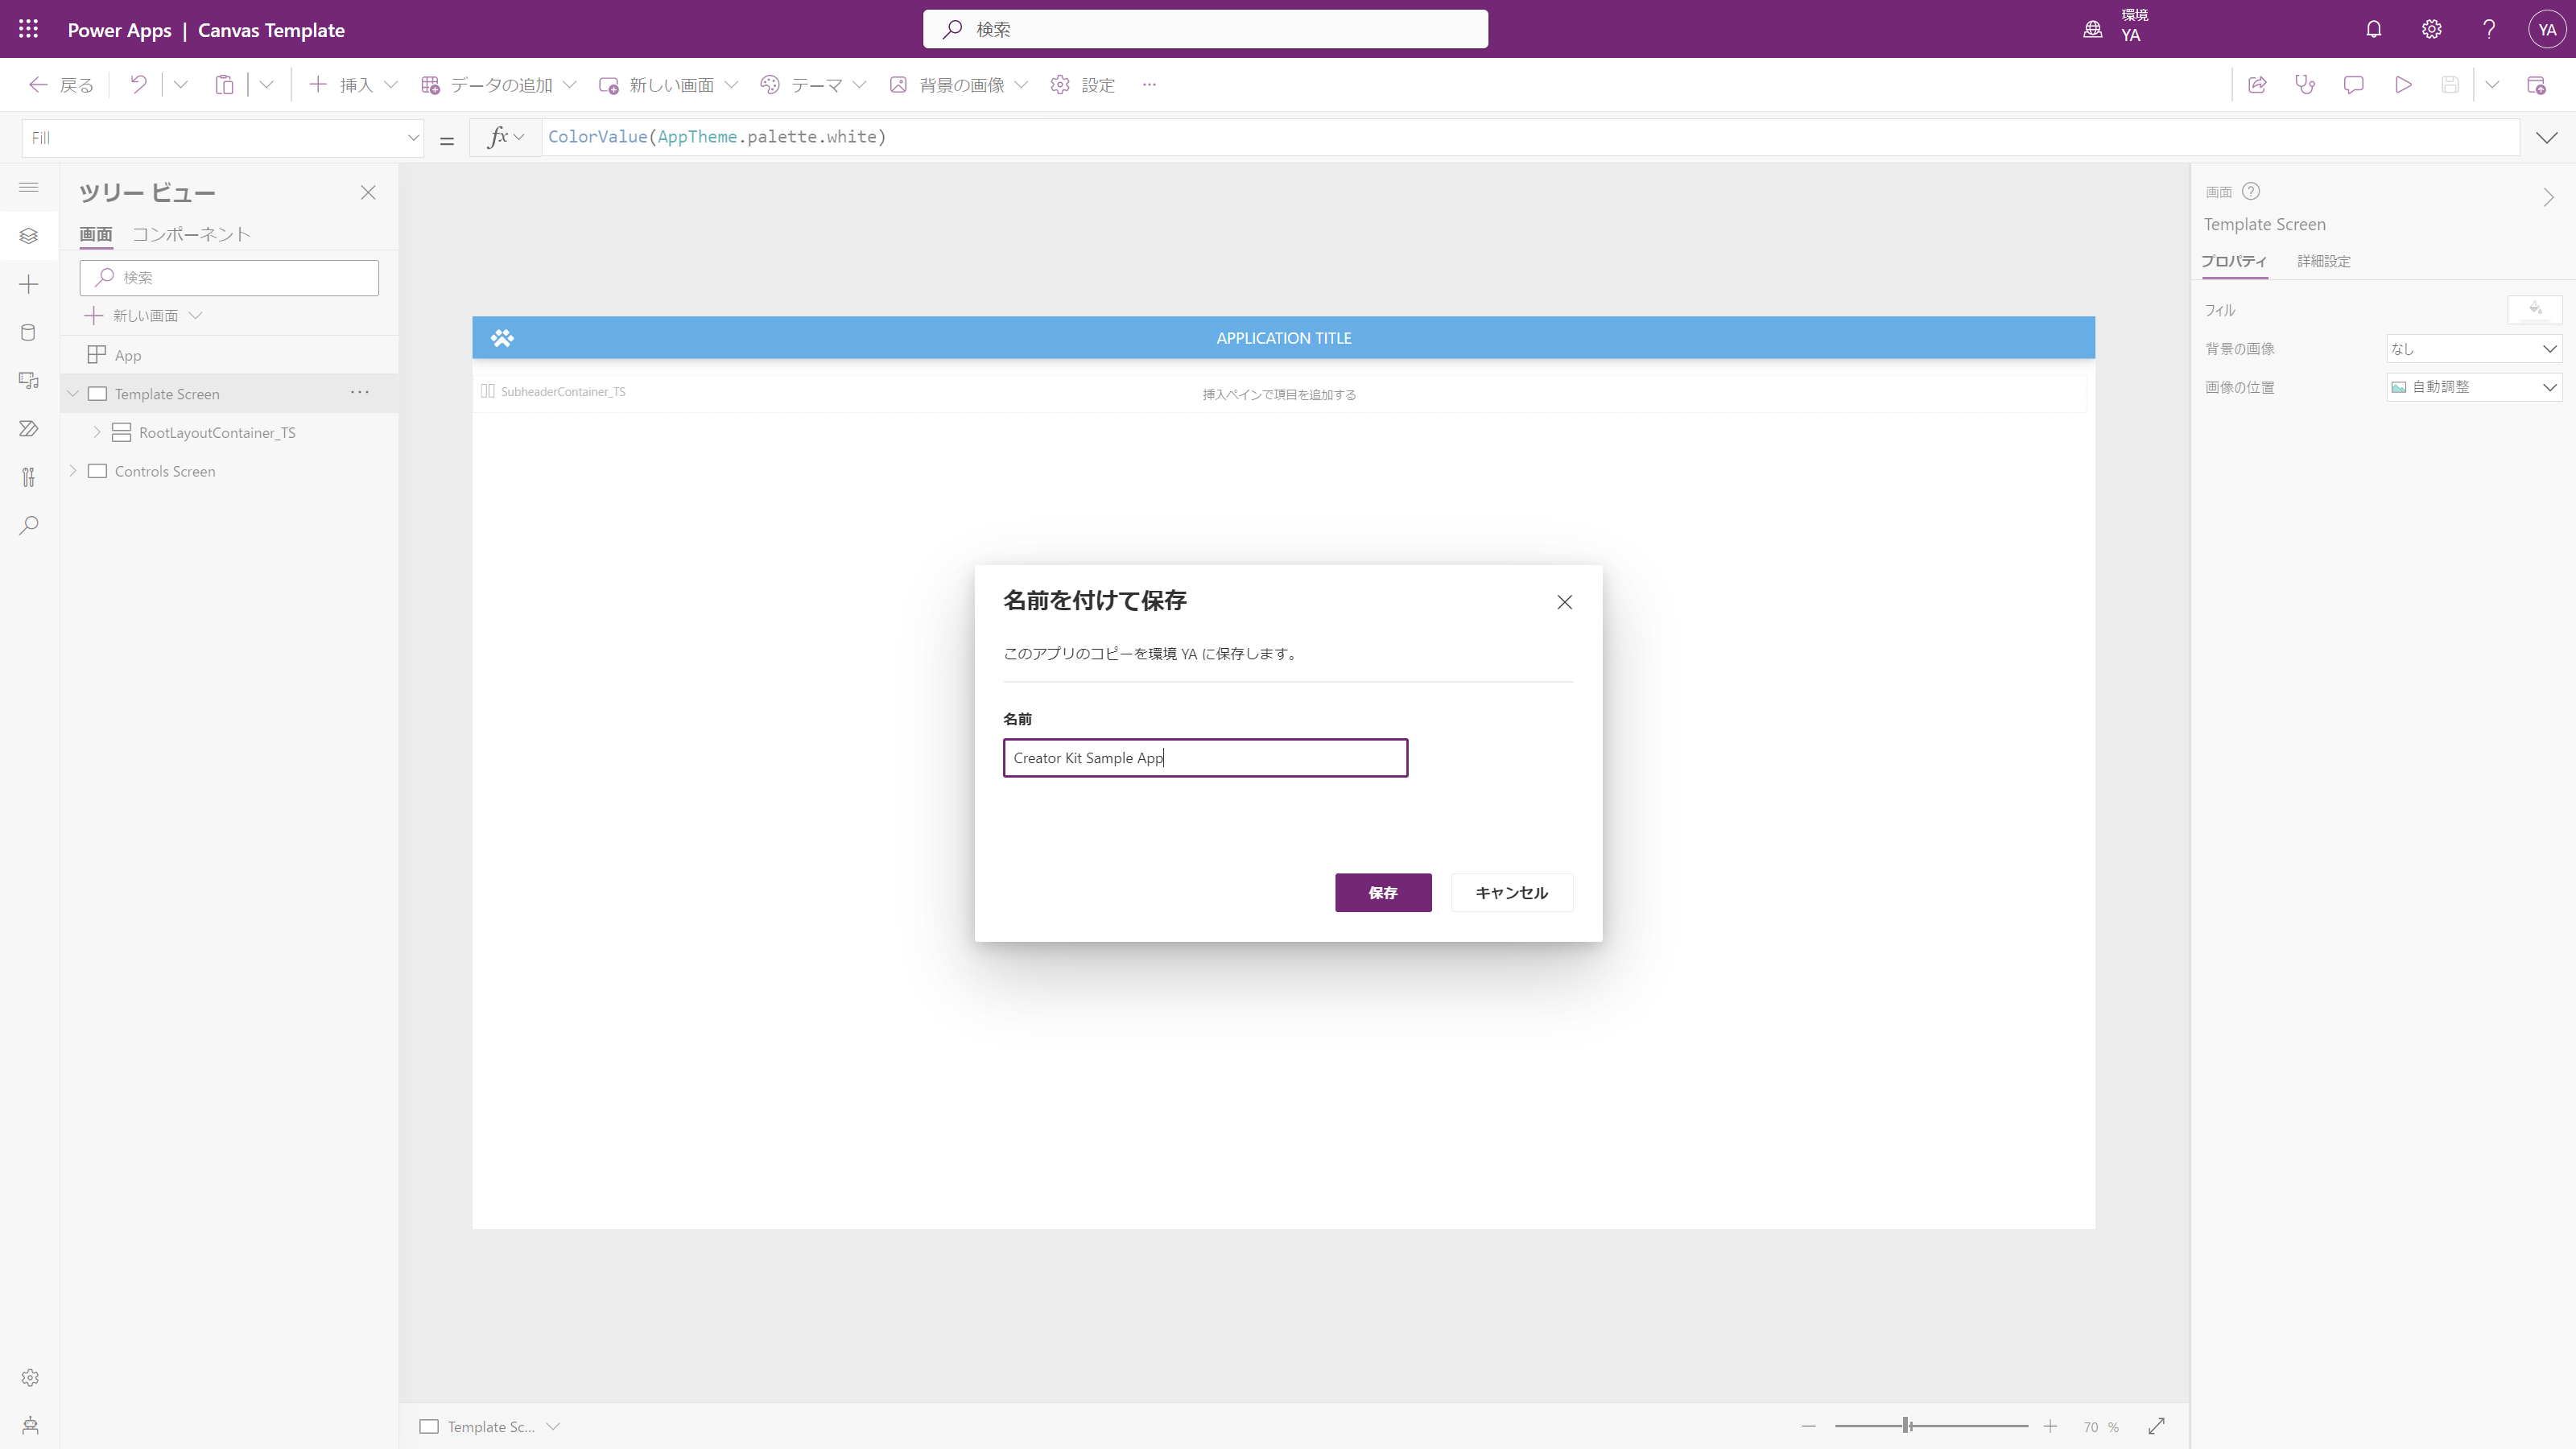 Power Apps | Canvas Template
検索
環境
YA
YA
戻る
挿入
データの追加
新しい画面
テーマ
背景の画像
設定
Fill
=
fx
ColorValue(AppTheme.palette.white)
ツリー ビュー
画面 コンポーネント
検索
新しい画面
App
Template Screen
RootLayoutContainer_TS
Controls Screen
APPLICATION TITLE
SubheaderContainer_TS
挿入ペインで項目を追加する
名前を付けて保存
このアプリのコピーを環境 YA に保存します。
名前
Creator Kit Sample App
保存 キャンセル
画面
Template Screen
プロパティ 詳細設定
フィル
背景の画像 なし
画像の位置 自動調整
Template Sc...
70 %